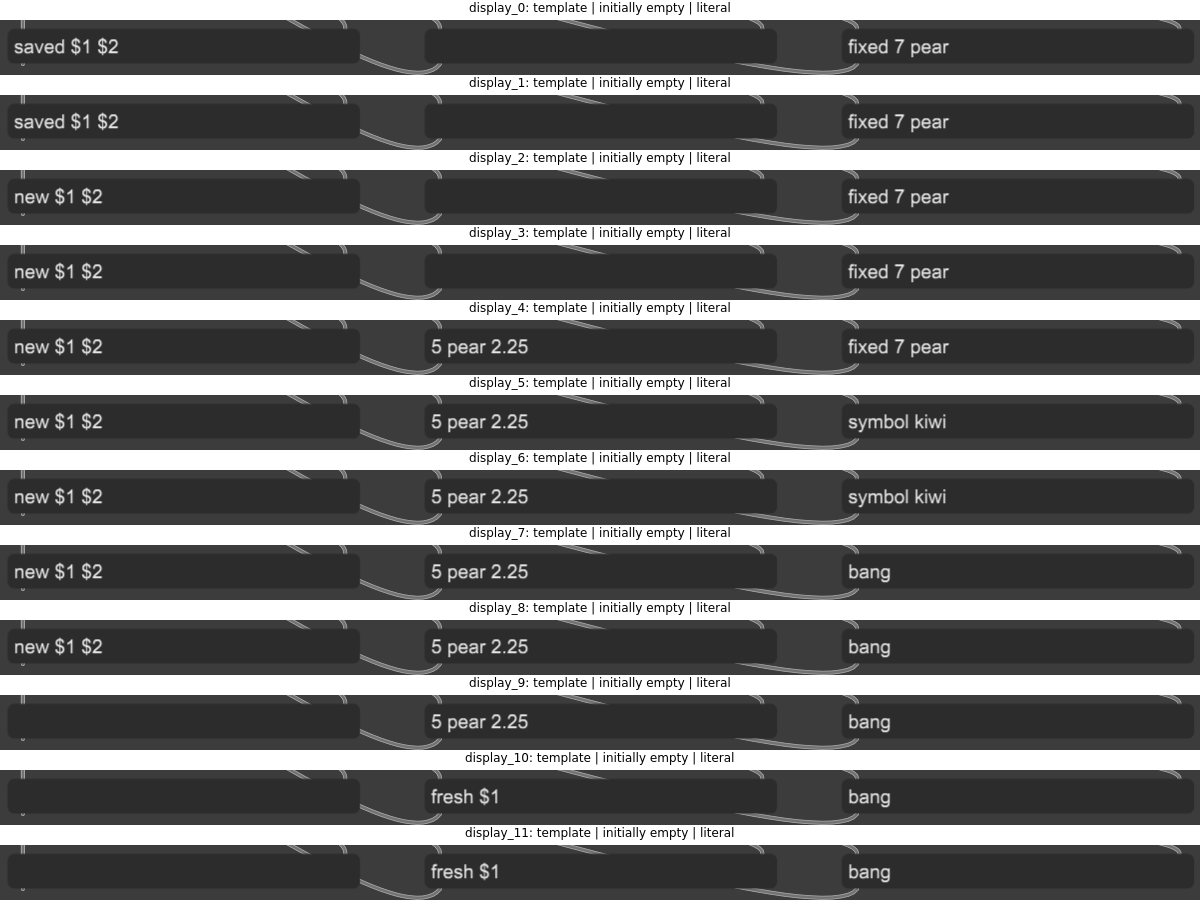 display_0: template | initially empty | literal
saved $1 $2 fixed 7 pear
display_1: template | initially empty | literal
saved $1 $2 fixed 7 pear
display_2: template | initially empty | literal
new $1 $2 fixed 7 pear
display_3: template | initially empty | literal
new $1 $2 fixed 7 pear
display_4: template | initially empty | literal
new $1 $2 5 pear 2.25 fixed 7 pear
display_5: template | initially empty | literal
new $1 $2 5 pear 2.25 symbol kiwi
display_6: template | initially empty | literal
new $1 $2 5 pear 2.25 symbol kiwi
display_7: template | initially empty | literal
new $1 $2 5 pear 2.25 bang
display_8: template | initially empty | literal
new $1 $2 5 pear 2.25 bang
display_9: template | initially empty | literal
5 pear 2.25 bang
display_10: template | initially empty | literal
fresh $1 bang
display_11: template | initially empty | literal
fresh $1 bang